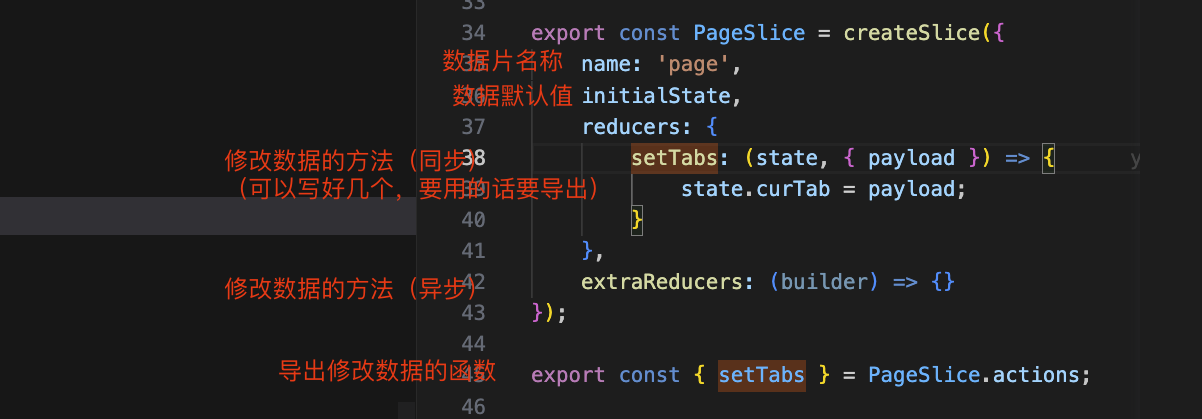 33
34 export const PageSlice = createSlice({
数据片名称 name: 'page',
数据默认值 initialState,
37 reducers: {
修改数据的方法（同步） 38 setTabs: (state, { payload }) => { y
（可以写好几个，要用的话要导出） state.curTab = payload;
40 }
41 },
修改数据的方法（异步） 42 extraReducers: (builder) => {}
43 });
44
导出修改数据的函数 export const { setTabs } = PageSlice.actions;
46